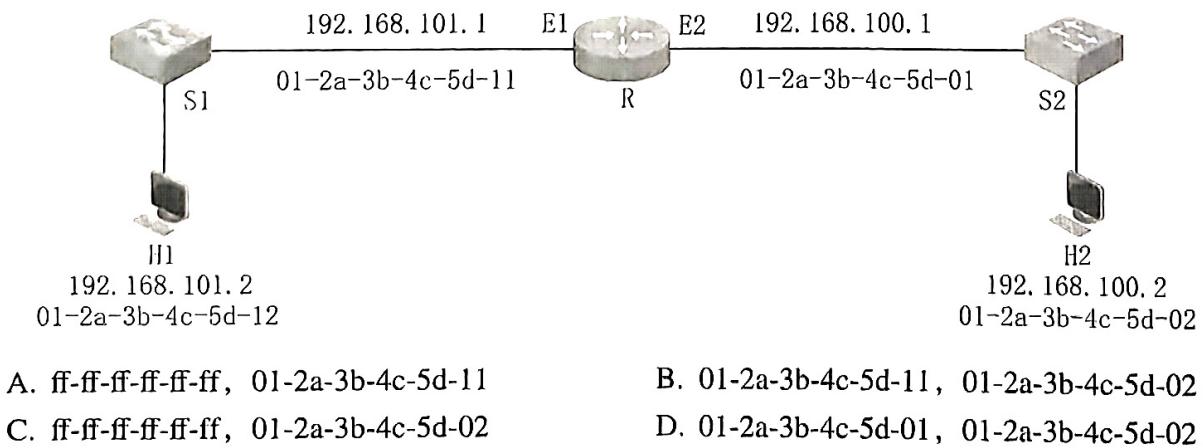 192. 168. 101. 1 E1 E2 192. 168. 100. 1
01-2a-3b-4c-5d-11 01-2a-3b-4c-5d-01
S1 R S2
H1 H2
192. 168. 101. 2 192. 168. 100. 2
01-2a-3b-4c-5d-12 01-2a-3b-4c-5d-02
A. ff-ff-ff-ff-ff-ff, 01-2a-3b-4c-5d-11 B. 01-2a-3b-4c-5d-11, 01-2a-3b-4c-5d-02
C. ff-ff-ff-ff-ff-ff, 01-2a-3b-4c-5d-02 D. 01-2a-3b-4c-5d-01, 01-2a-3b-4c-5d-02